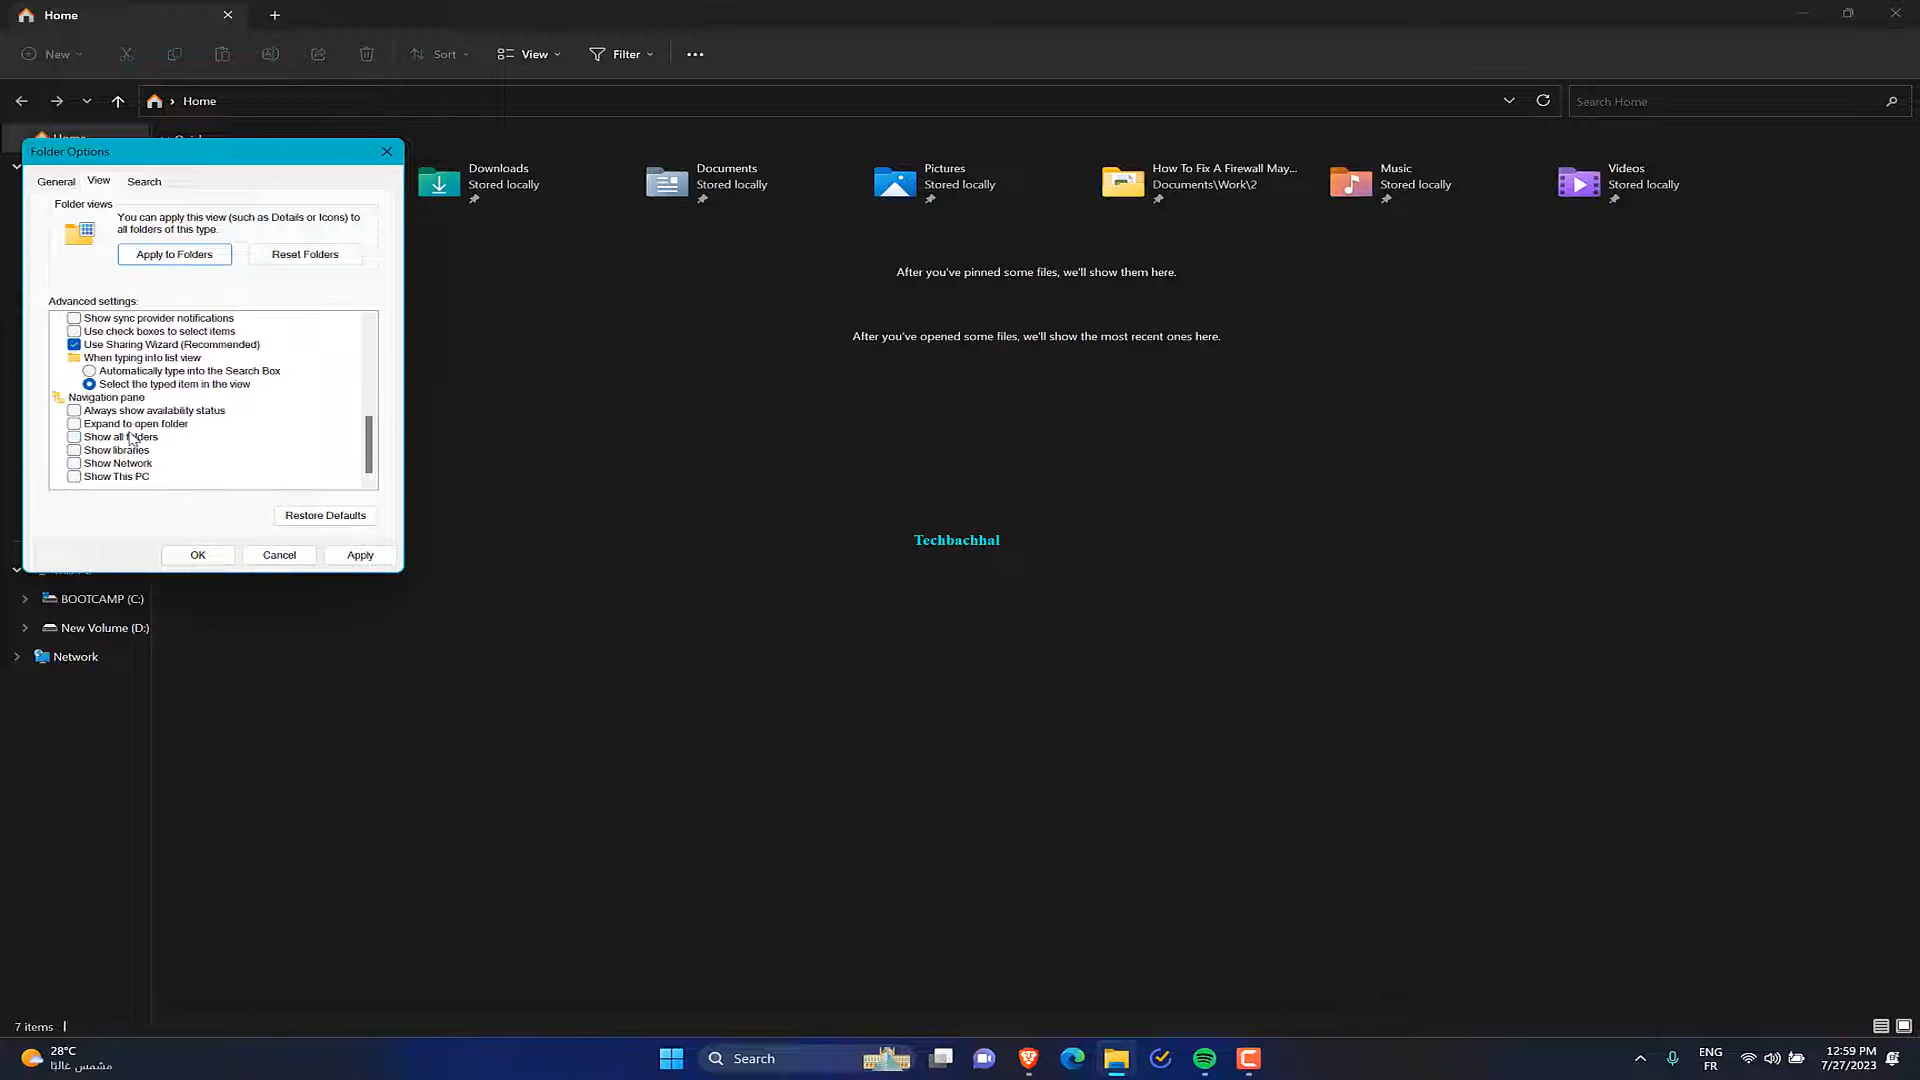 Home
New
Sort
View
Filter
Home
Search Home
Folder Options
General
View
Search
Folder views
You can apply this view (such as Details or Icons) to
all folders of this type.
Apply to Folders
Reset Folders
Advanced settings:
Show sync provider notifications
Use check boxes to select items
Use Sharing Wizard (Recommended)
When typing into list view
Automatically type into the Search Box
Select the typed item in the view
Navigation pane
Always show availability status
Expand to open folder
Show all folders
Show libraries
Show Network
Show This PC
Restore Defaults
OK
Cancel
Apply
Downloads
Stored locally
Documents
Stored locally
Pictures
Stored locally
How To Fix A Firewall May...
Documents\Work\2
Music
Stored locally
Videos
Stored locally
After you've pinned some files, we'll show them here.
After you've opened some files, we'll show the most recent ones here.
Techbachhal
BOOTCAMP (C:)
New Volume (D:)
Network
7 items
28°C
مشمس غالبًا
Search
ENG
FR
12:59 PM
7/27/2023